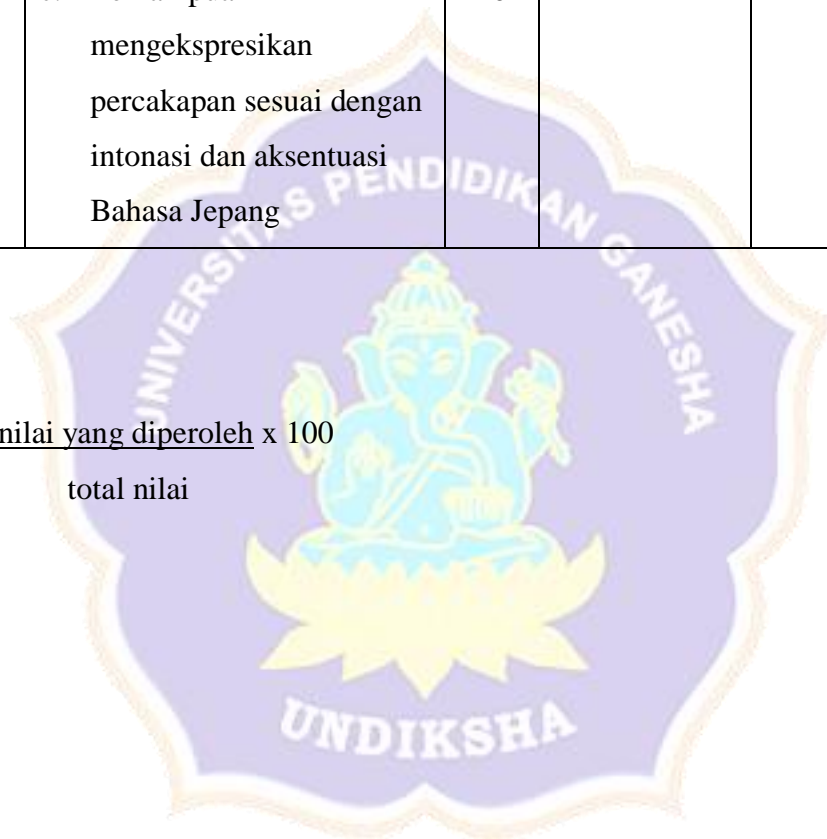 mengekspresikan
percakapan sesuai dengan
intonasi dan aksentuasi
Bahasa Jepang
UNIVERSITAS PENDIDIKAN GANESHA
nilai yang diperoleh x 100
total nilai
UNDIKSHA